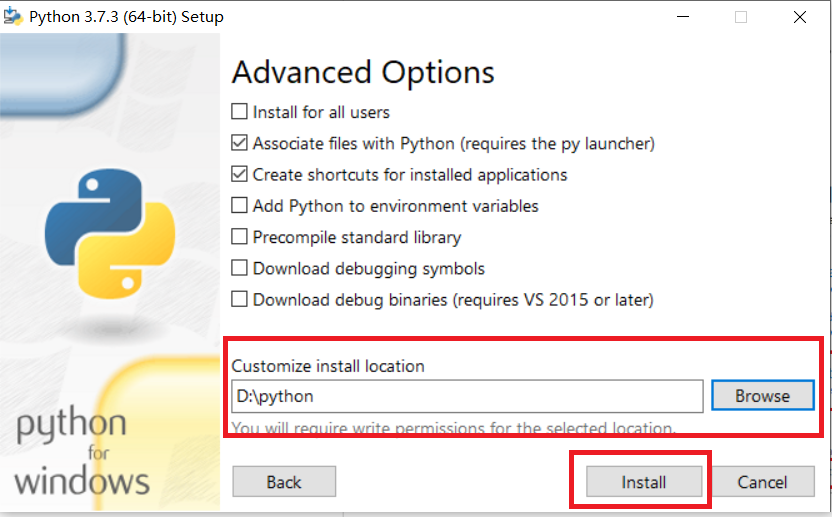 Python 3.7.3 (64-bit) Setup
Advanced Options
Install for all users
Associate files with Python (requires the py launcher)
Create shortcuts for installed applications
Add Python to environment variables
Precompile standard library
Download debugging symbols
Download debug binaries (requires VS 2015 or later)
Customize install location
D:\python
Browse
You will require write permissions for the selected location.
python
for
windows
Back
Install
Cancel